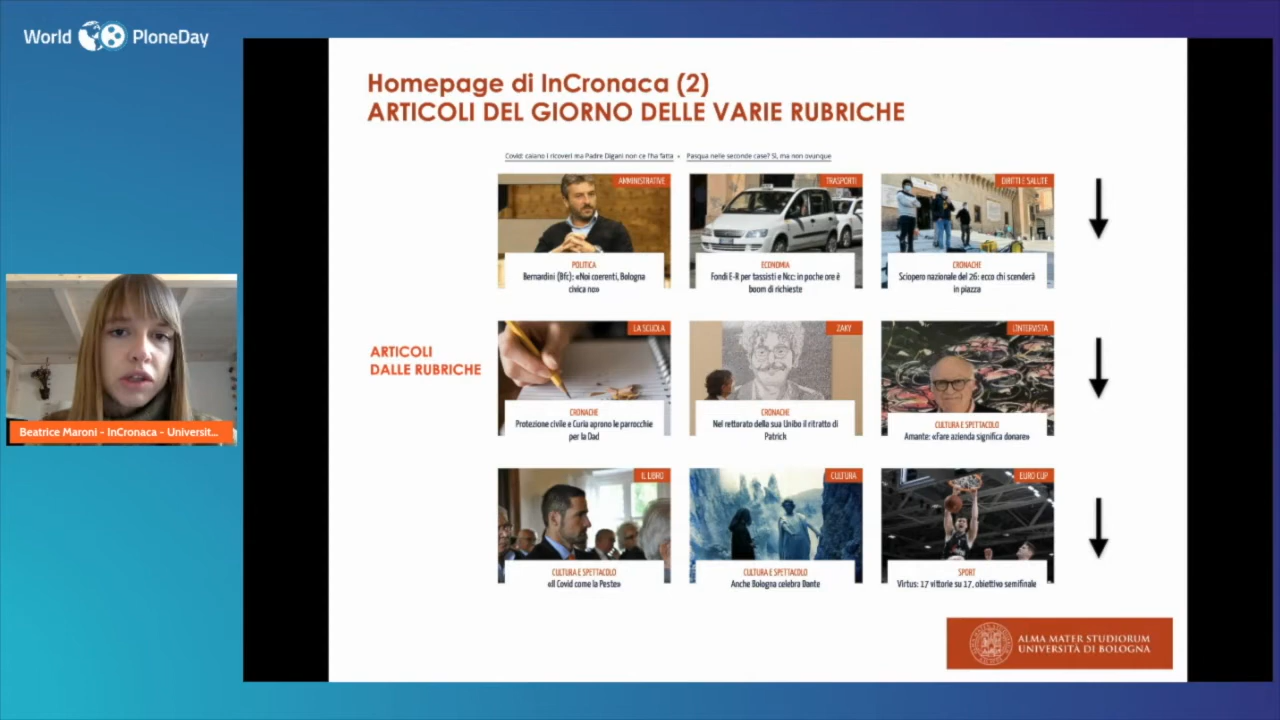 World PloneDay
Homepage di InCronaca (2)
ARTICOLI DEL GIORNO DELLE VARIE RUBRICHE
Covid: calano i ricoveri ma Padre Digani non ce l'ha fatta • Pasqua nelle seconde case? Sì, ma non ovunque
AMMINISTRATIVE
POLITICA
Bernardini (Bfc): «Noi coerenti, Bologna
civica no»
TRASPORTI
ECONOMIA
Fondi E-R per tassisti e Ncc: in poche ore è
boom di richieste
DIRITTI E SALUTE
CRONACHE
Sciopero nazionale del 26: ecco chi scenderà
in piazza
ARTICOLI
DALLE RUBRICHE
LA SCUOLA
CRONACHE
Protezione civile e Curia aprono le parrocchie
per la Dad
ZAKY
CRONACHE
Nel rettorato della sua Unibo il ritratto di
Patrick
L'INTERVISTA
CULTURA E SPETTACOLO
Amante: «Fare azienda significa donare»
IL LIBRO
CULTURA E SPETTACOLO
«Il Covid come la Peste»
CULTURA
CULTURA E SPETTACOLO
Anche Bologna celebra Dante
EURO CUP
SPORT
Virtus: 17 vittorie su 17, obiettivo semifinale
Beatrice Maroni - InCronaca - Universit...
ALMA MATER STUDIORUM
UNIVERSITÀ DI BOLOGNA